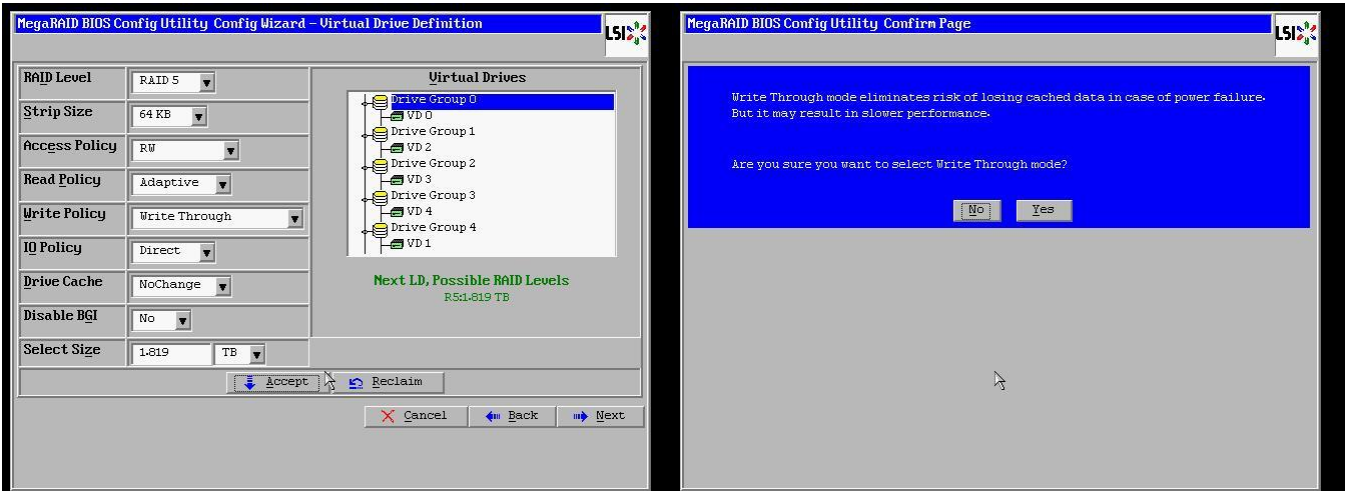 MegaRAID BIOS Config Utility Config Wizard - Virtual Drive Definition
LSI
RAID Level
RAID 5
Strip Size
64 KB
Access Policy
RW
Read Policy
Adaptive
Write Policy
Write Through
IO Policy
Direct
Drive Cache
NoChange
Disable BGI
No
Select Size
1.819 TB
Virtual Drives
Drive Group 0
VD 0
Drive Group 1
VD 2
Drive Group 2
VD 3
Drive Group 3
VD 4
Drive Group 4
VD 1
Next LD, Possible RAID Levels
R5:1.819 TB
Accept Reclaim
Cancel Back Next
MegaRAID BIOS Config Utility Confirm Page
LSI
Write Through mode eliminates risk of losing cached data in case of power failure.
But it may result in slower performance.
Are you sure you want to select Write Through mode?
No Yes